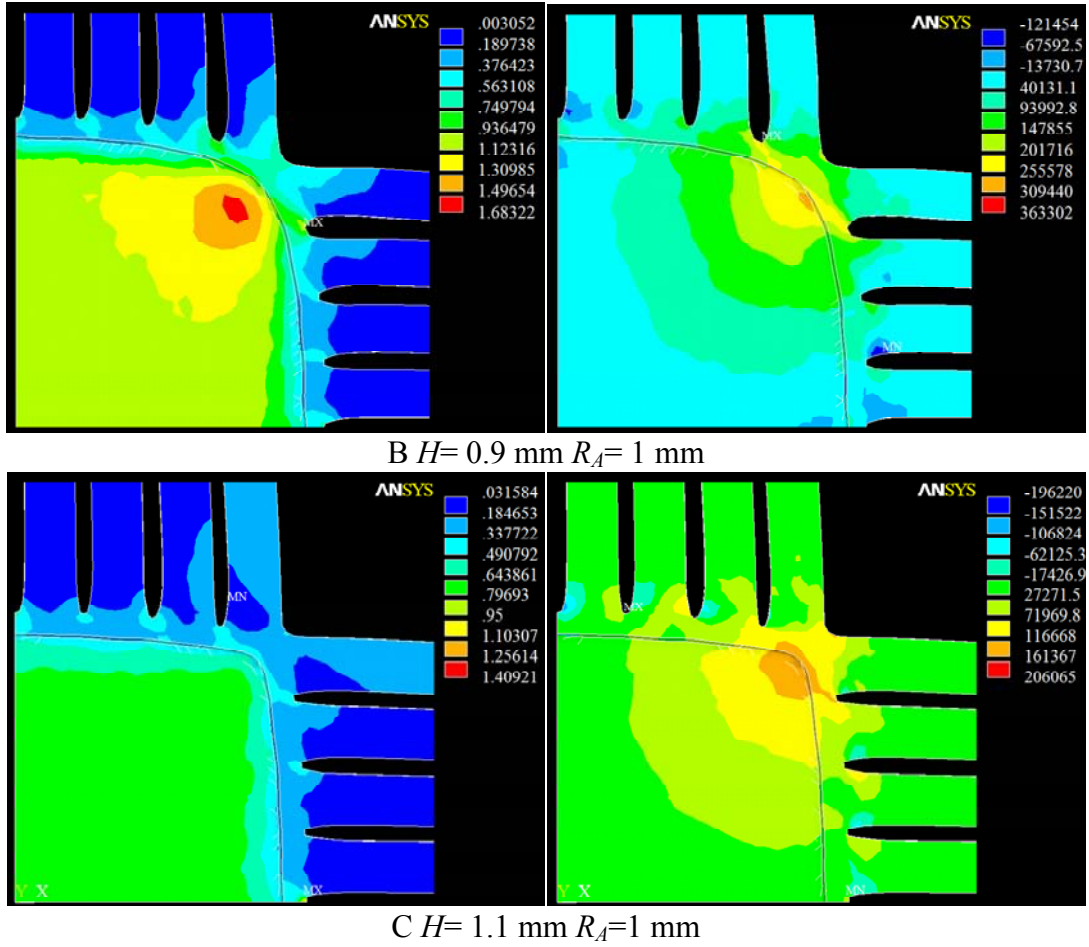 ANSYS
.003052
.189738
.376423
.563108
.749794
.936479
1.12316
1.30985
1.49654
1.68322
MX
ANSYS
-121454
-67592.5
-13730.7
40131.1
93992.8
147855
201716
255578
309440
363302
MX
MN
B H= 0.9 mm R_A= 1 mm
ANSYS
.031584
.184653
.337722
.490792
.643861
.79693
.95
1.10307
1.25614
1.40921
MN
Y X
MX
ANSYS
-196220
-151522
-106824
-62125.3
-17426.9
27271.5
71969.8
116668
161367
206065
MX
Y X
MN
C H= 1.1 mm R_A=1 mm